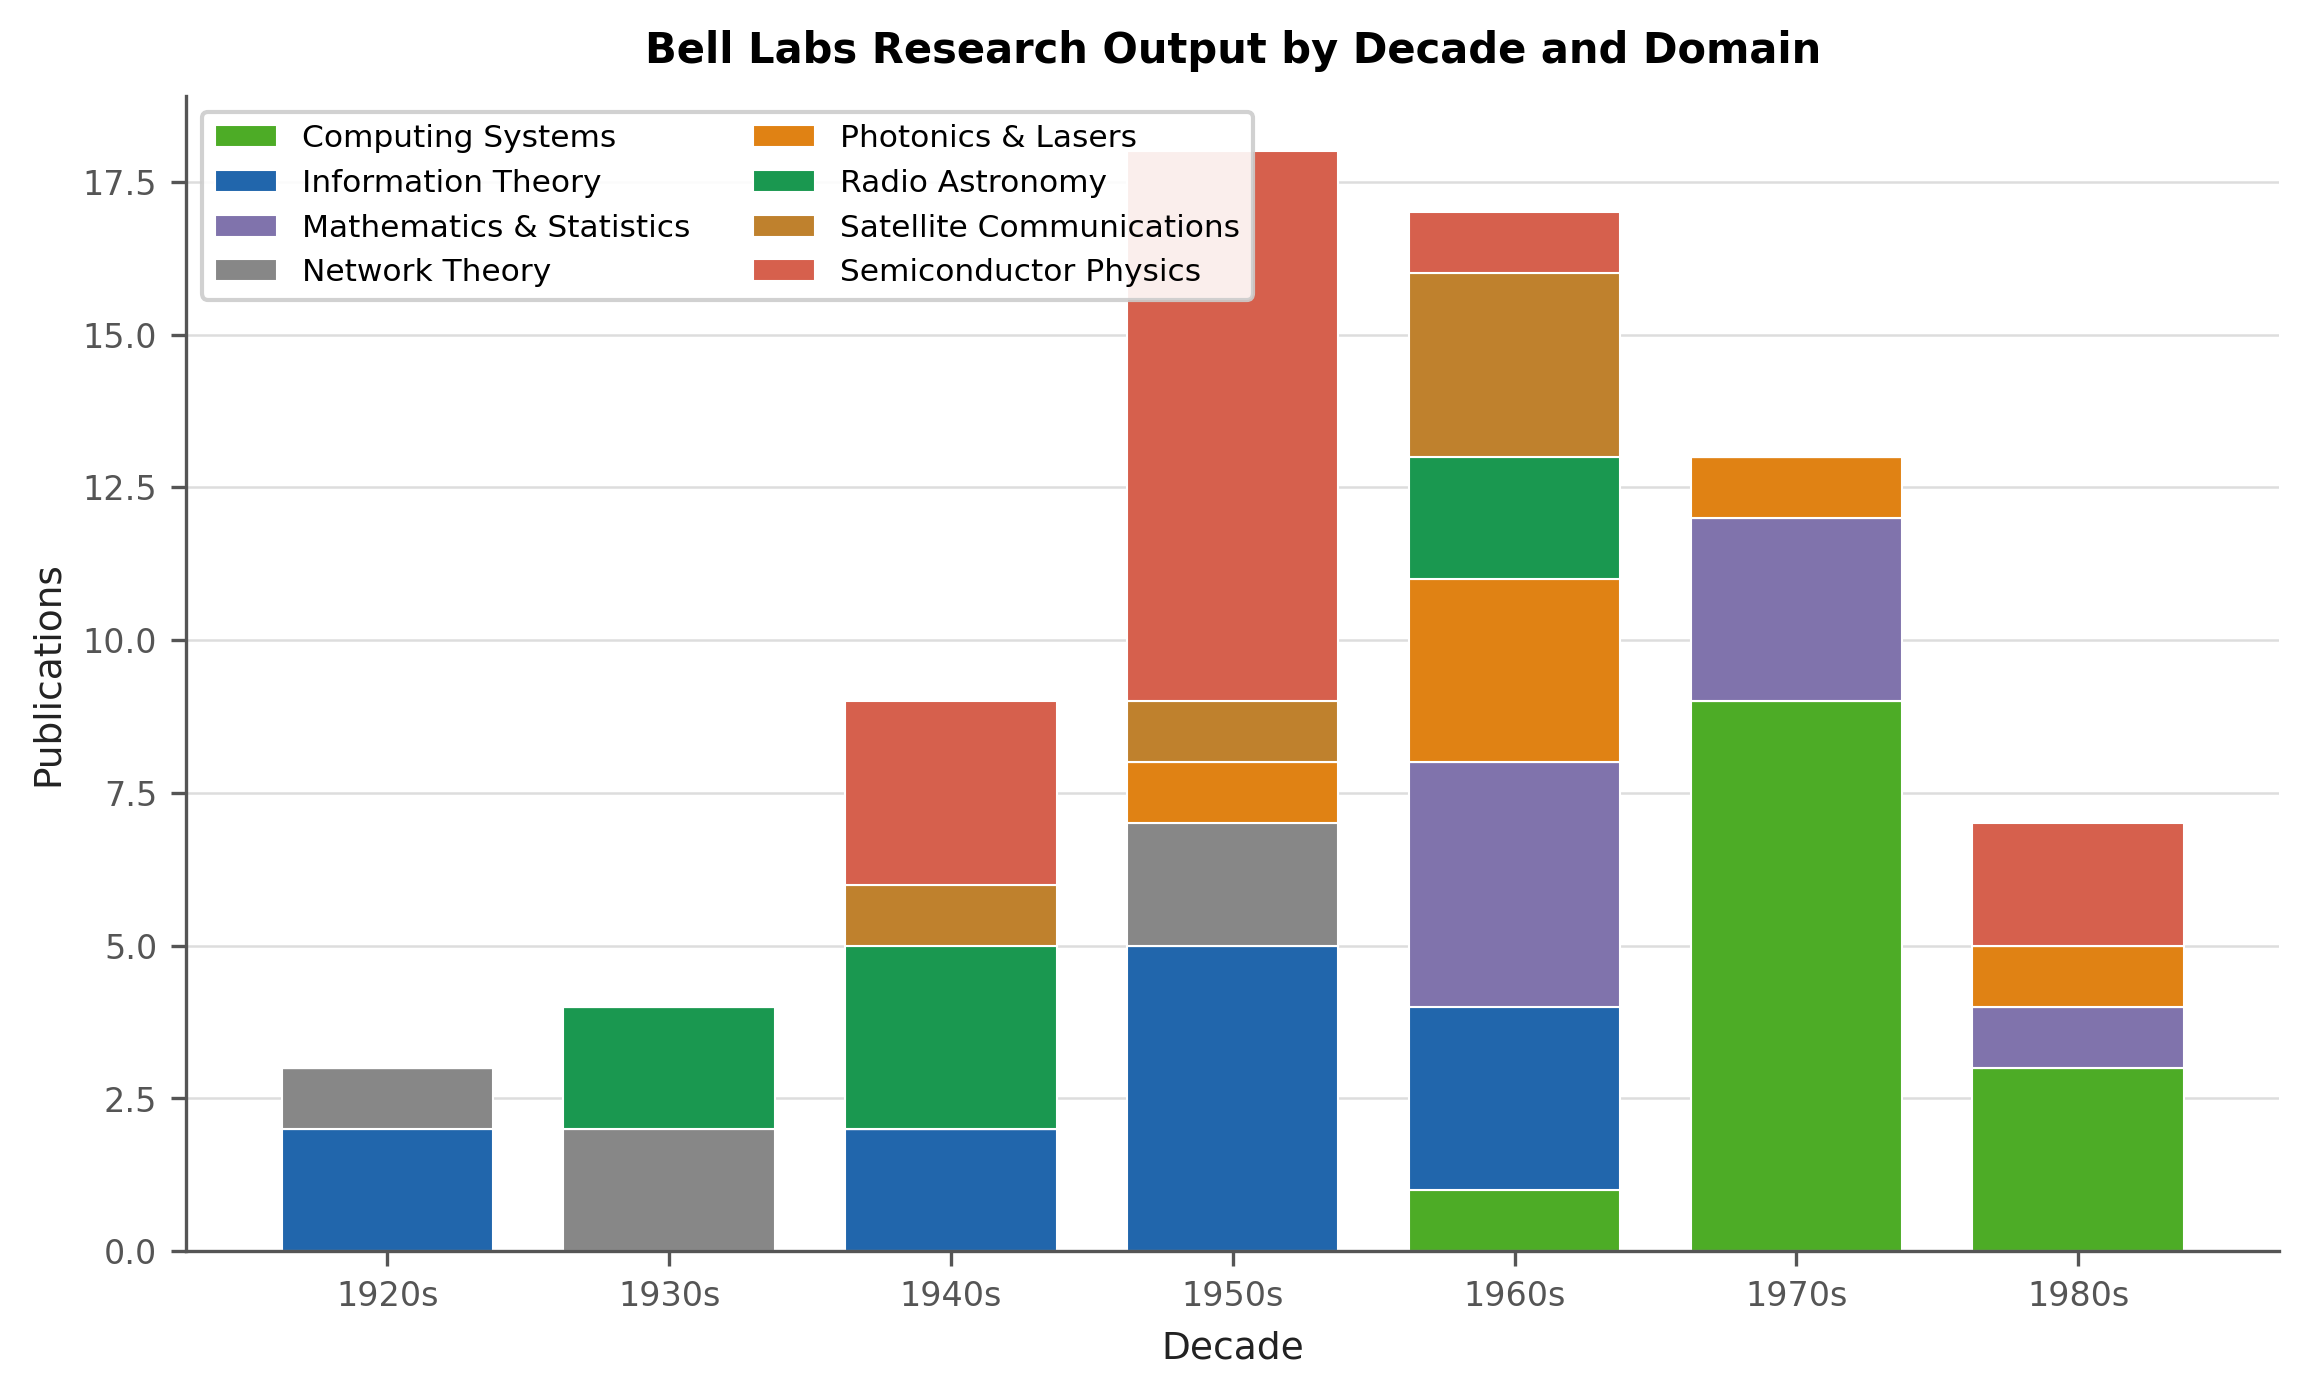 Bell Labs Research Output by Decade and Domain
Computing Systems
Information Theory
Mathematics & Statistics
Network Theory
Photonics & Lasers
Radio Astronomy
Satellite Communications
Semiconductor Physics
Publications
17.5
15.0
12.5
10.0
7.5
5.0
2.5
0.0
1920s 1930s 1940s 1950s 1960s 1970s 1980s
Decade